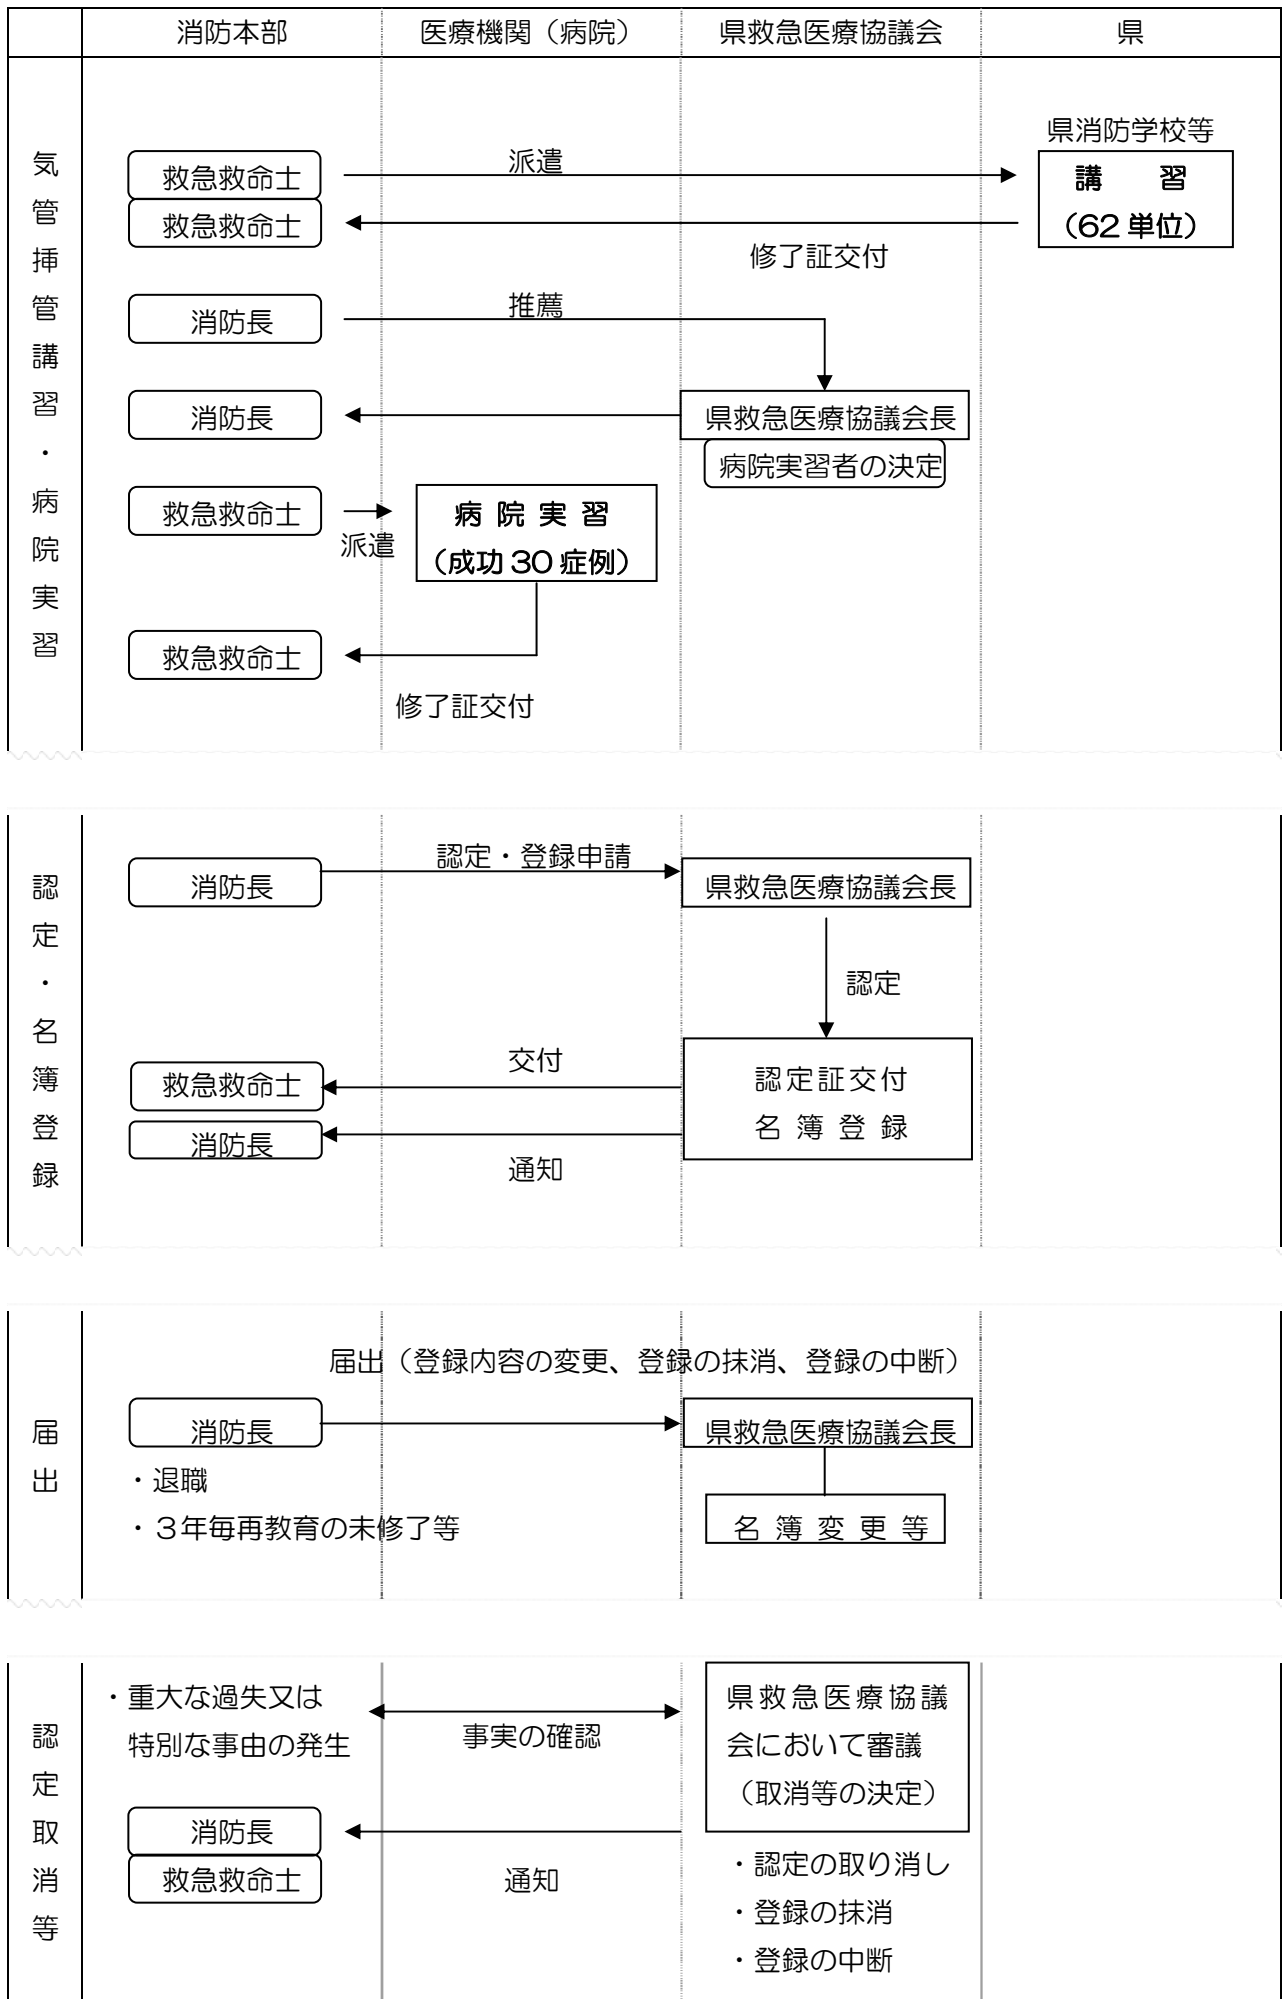 消防本部 医療機関（病院） 県救急医療協議会 県
気管挿管講習・病院実習
県消防学校等
救急救命士 派遣 講　　習
救急救命士 （62単位）
修了証交付
消防長 推薦
消防長 県救急医療協議会長
病院実習者の決定
救急救命士 病 院 実 習
派遣 （成功30症例）
救急救命士
修了証交付
認定・名簿登録
認定・登録申請
消防長 県救急医療協議会長
認定
交付
救急救命士 認定証交付
消防長 名 簿 登 録
通知
届出
届出（登録内容の変更、登録の抹消、登録の中断）
消防長 県救急医療協議会長
・退職
・３年毎再教育の未修了等 名 簿 変 更 等
認定取消等
・重大な過失又は
特別な事由の発生
事実の確認
県救急医療協議
会において審議
（取消等の決定）
消防長
救急救命士 通知
・認定の取り消し
・登録の抹消
・登録の中断